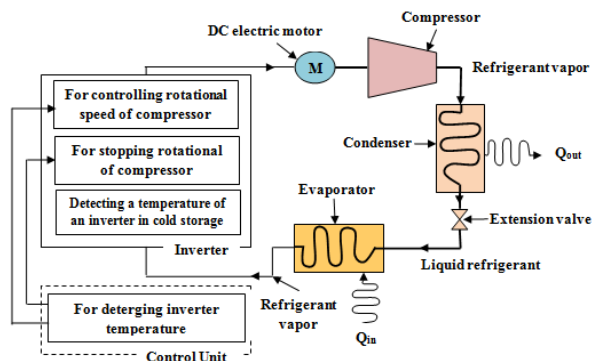 DC electric motor
Compressor
M
Refrigerant vapor
For controlling rotational
speed of compressor
For stopping rotational
of compressor
Detecting a temperature of
an inverter in cold storage
Inverter
Condenser
Qout
Evaporator
Extension valve
Liquid refrigerant
Refrigerant
vapor
Qin
For deterging inverter
temperature
Control Unit